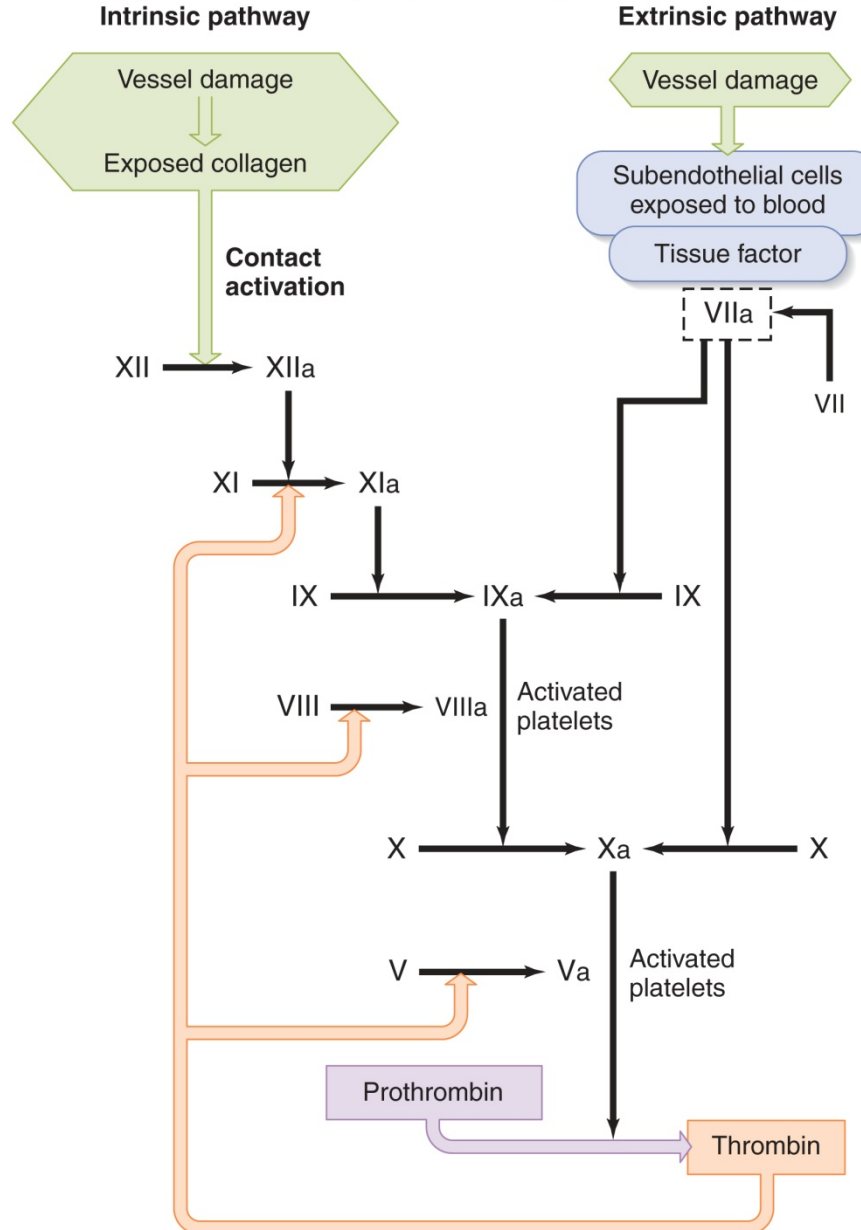 Intrinsic pathway
Extrinsic pathway
Vessel damage
Exposed collagen
Vessel damage
Subendothelial cells
exposed to blood
Tissue factor
Contact
activation
VIIa
VII
XII
XIIa
XI
XIa
IX
IXa
IX
VIII
VIIIa
Activated
platelets
X
Xa
X
V
Va
Activated
platelets
Prothrombin
Thrombin